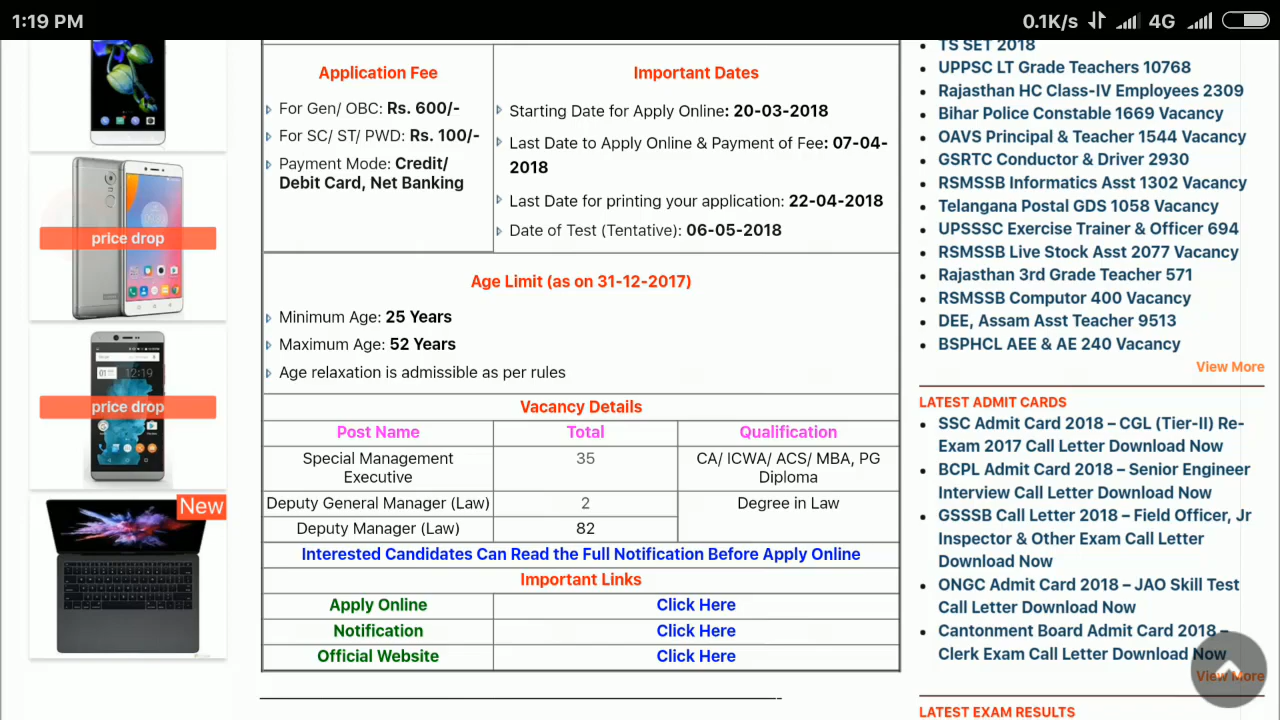 1:19 PM
0.1K/s
4G
price drop
price drop
12:19
New
Application Fee
For Gen/ OBC: Rs. 600/-
For SC/ ST/ PWD: Rs. 100/-
Payment Mode: Credit/
Debit Card, Net Banking
Important Dates
Starting Date for Apply Online: 20-03-2018
Last Date to Apply Online & Payment of Fee: 07-04-
2018
Last Date for printing your application: 22-04-2018
Date of Test (Tentative): 06-05-2018
Age Limit (as on 31-12-2017)
Minimum Age: 25 Years
Maximum Age: 52 Years
Age relaxation is admissible as per rules
Vacancy Details
Post Name Total Qualification
Special Management
Executive
35
CA/ ICWA/ ACS/ MBA, PG
Diploma
Deputy General Manager (Law) 2 Degree in Law
Deputy Manager (Law) 82
Interested Candidates Can Read the Full Notification Before Apply Online
Important Links
Apply Online Click Here
Notification Click Here
Official Website Click Here
TS SET 2018
UPPSC LT Grade Teachers 10768
Rajasthan HC Class-IV Employees 2309
Bihar Police Constable 1669 Vacancy
OAVS Principal & Teacher 1544 Vacancy
GSRTC Conductor & Driver 2930
RSMSSB Informatics Asst 1302 Vacancy
Telangana Postal GDS 1058 Vacancy
UPSSSC Exercise Trainer & Officer 694
RSMSSB Live Stock Asst 2077 Vacancy
Rajasthan 3rd Grade Teacher 571
RSMSSB Computor 400 Vacancy
DEE, Assam Asst Teacher 9513
BSPHCL AEE & AE 240 Vacancy
View More
LATEST ADMIT CARDS
SSC Admit Card 2018 – CGL (Tier-II) Re-
Exam 2017 Call Letter Download Now
BCPL Admit Card 2018 – Senior Engineer
Interview Call Letter Download Now
GSSSB Call Letter 2018 – Field Officer, Jr
Inspector & Other Exam Call Letter
Download Now
ONGC Admit Card 2018 – JAO Skill Test
Call Letter Download Now
Cantonment Board Admit Card 2018 –
Clerk Exam Call Letter Download Now
View More
LATEST EXAM RESULTS